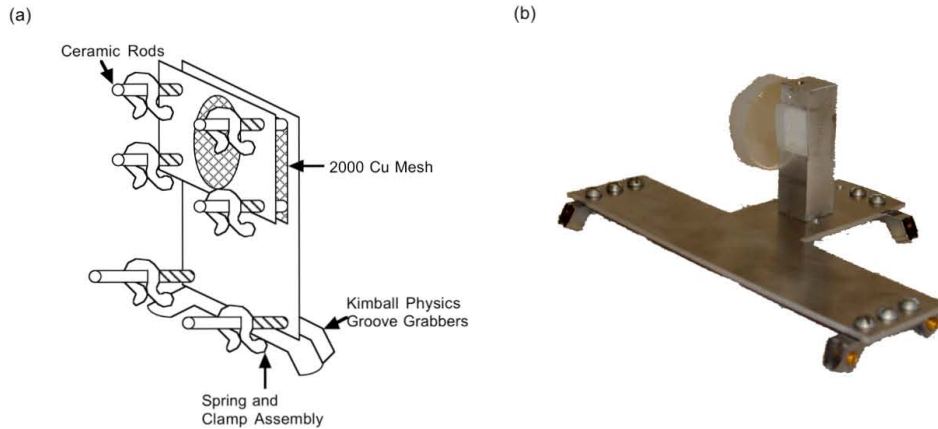 (a)
(b)
Ceramic Rods
2000 Cu Mesh
Kimball Physics
Groove Grabbers
Spring and
Clamp Assembly